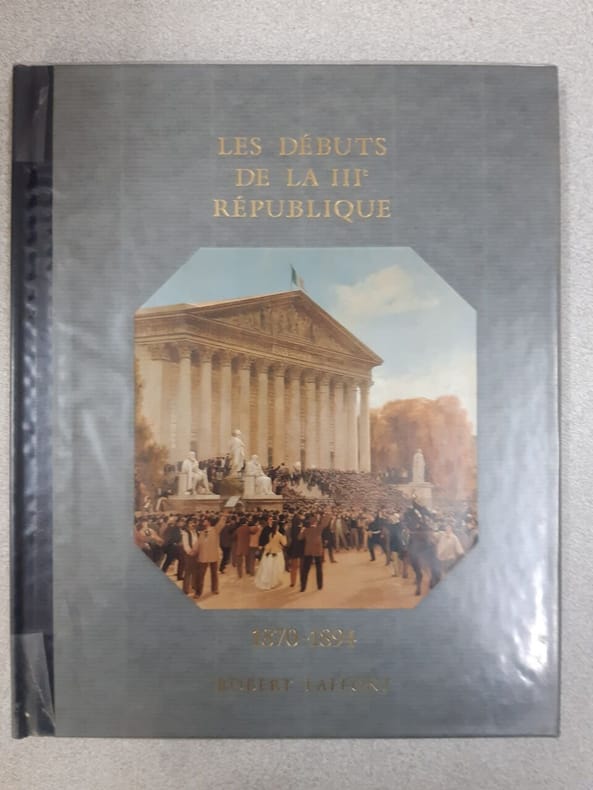 LES DÉBUTS
DE LA IIIᵉ
RÉPUBLIQUE
1870-1894
ROBERT LAFFONT